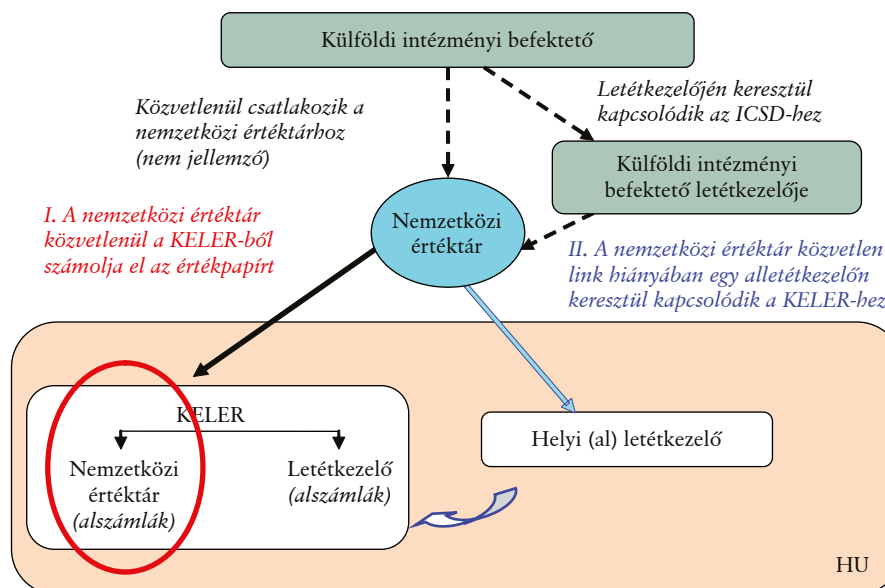 Külföldi intézményi befektető
Közvetlenül csatlakozik a
nemzetközi értéktárhoz
(nem jellemző)
Letétkezelőjén keresztül
kapcsolódik az ICSD-hez
Külföldi intézményi
befektető letétkezelője
I. A nemzetközi értéktár
közvetlenül a KELER-ből
számolja el az értékpapírt
Nemzetközi
értéktár
II. A nemzetközi értéktár közvetlen
link hiányában egy alletétkezelőn
keresztül kapcsolódik a KELER-hez
KELER
Nemzetközi
értéktár
(alszámlák)
Letétkezelő
(alszámlák)
Helyi (al) letétkezelő
HU